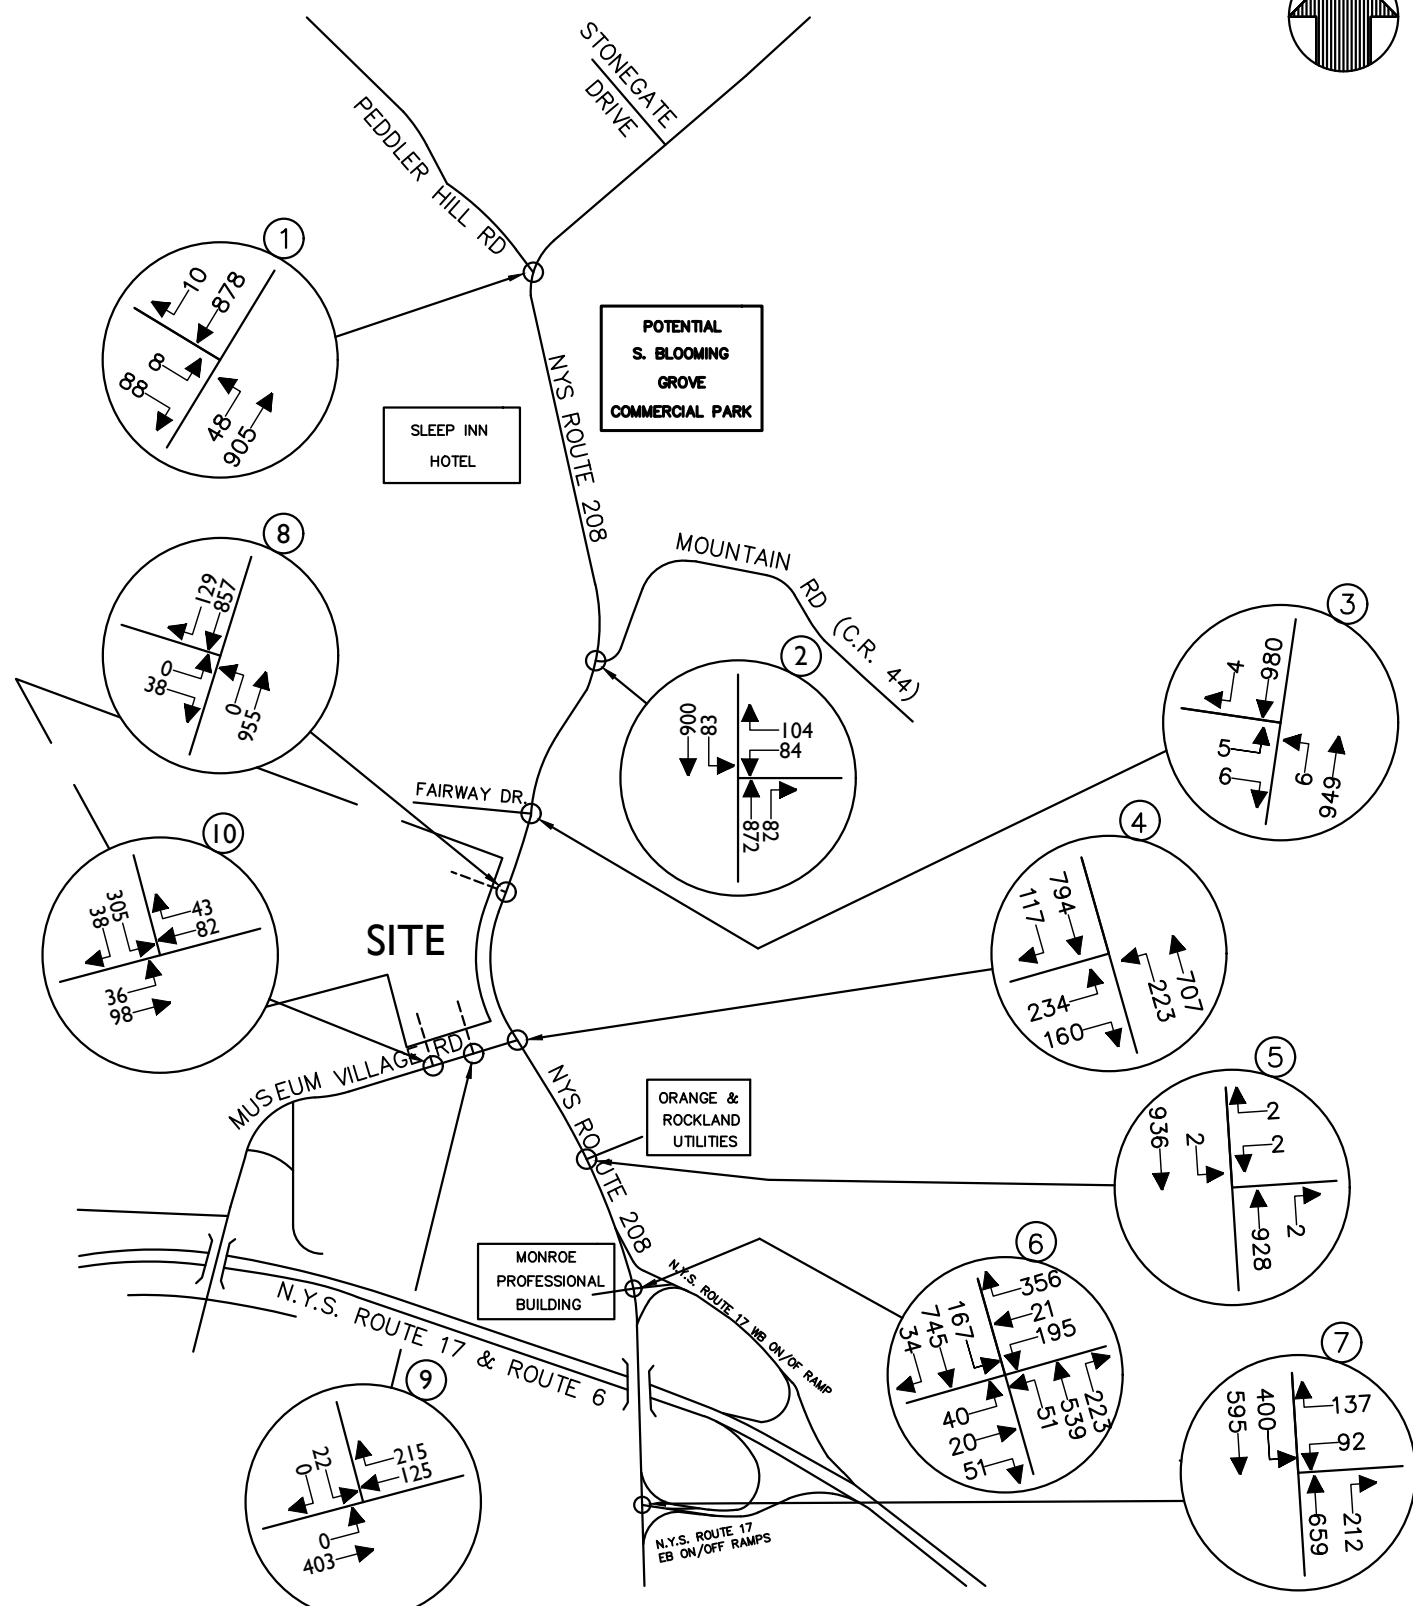 STONEGATE
DRIVE
PEDDLER HILL RD
1
10
878
8
88
48
905
POTENTIAL
S. BLOOMING
GROVE
COMMERCIAL PARK
NYS ROUTE 208
SLEEP INN
HOTEL
8
129
857
0
38
0
955
MOUNTAIN
RD (C.R. 44)
2
900
83
104
84
872
82
3
4
980
5
6
6
949
FAIRWAY DR.
10
305
38
43
82
36
98
SITE
4
794
117
234
160
223
707
MUSEUM VILLAGE RD
NYS ROUTE 208
ORANGE &
ROCKLAND
UTILITIES
5
936
2
2
2
928
2
MONROE
PROFESSIONAL
BUILDING
N.Y.S. ROUTE 17 WB ON/OF RAMP
6
356
21
195
167
745
34
40
20
51
51
539
223
N.Y.S. ROUTE 17 & ROUTE 6
7
595
400
137
92
659
212
9
0
22
215
125
0
403
N.Y.S. ROUTE 17
EB ON/OFF RAMPS